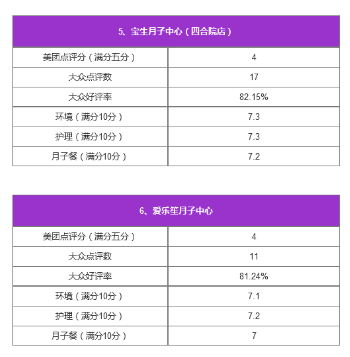 5、宝生月子中心（四合院店）
美团点评分（满分五分） 4
大众点评数 17
大众好评率 82.15%
环境（满分10分） 7.3
护理（满分10分） 7.3
月子餐（满分10分） 7.2
6、爱乐笙月子中心
美团点评分（满分五分） 4
大众点评数 11
大众好评率 81.24%
环境（满分10分） 7.1
护理（满分10分） 7.2
月子餐（满分10分） 7